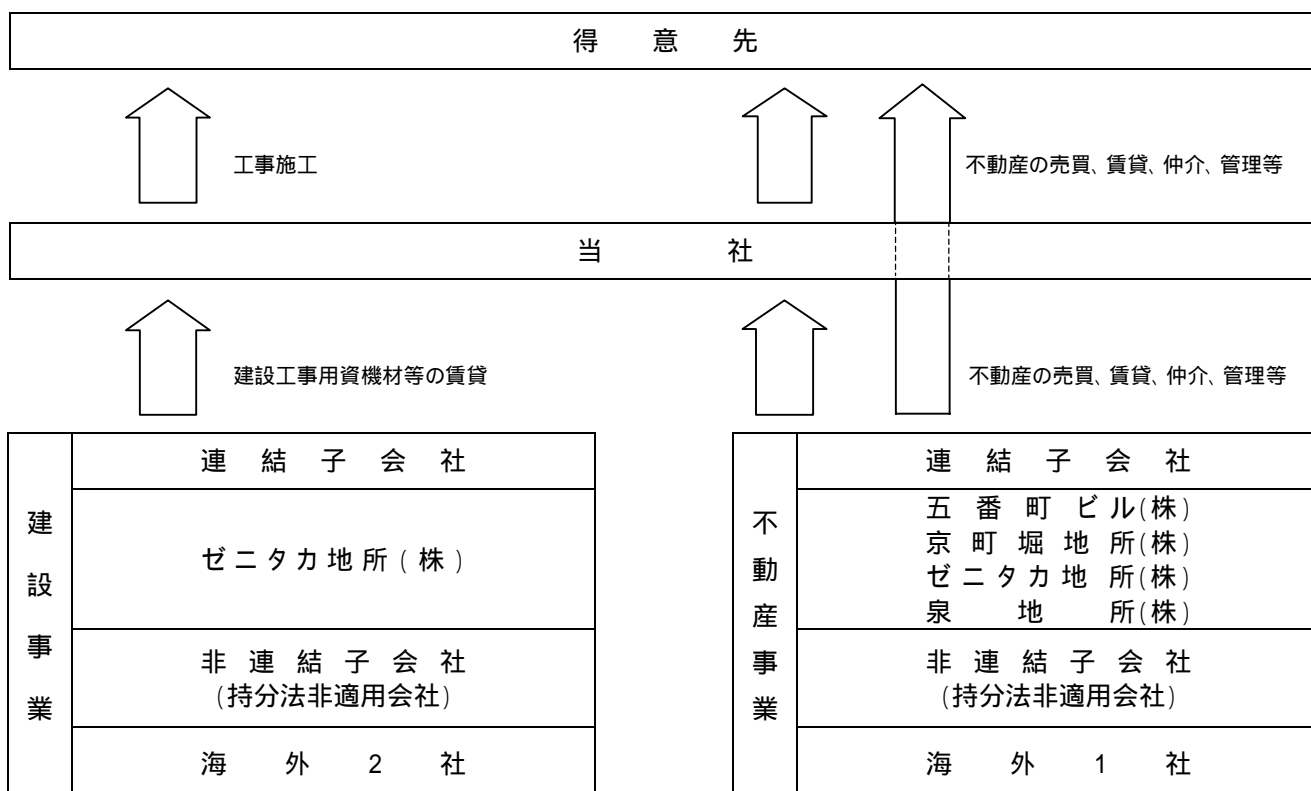 得意先
工事施工
不動産の売買、賃貸、仲介、管理等
当社
建設工事用資機材等の賃貸
不動産の売買、賃貸、仲介、管理等
建設事業
連結子会社
ゼニタカ地所(株)
非連結子会社
(持分法非適用会社)
海外2社
不動産事業
連結子会社
五番町ビル(株)
京町堀地所(株)
ゼニタカ地所(株)
泉地所(株)
非連結子会社
(持分法非適用会社)
海外1社